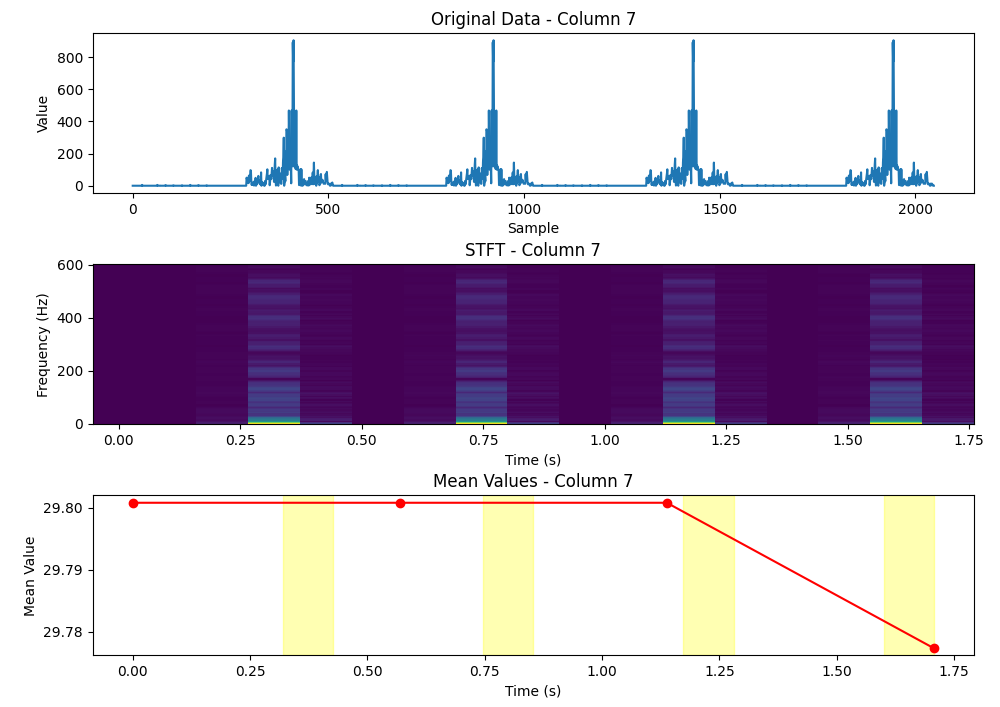 Original Data - Column 7
800
600
400
200
0
Value
0 500 1000 1500 2000
Sample
STFT - Column 7
600
400
200
0
Frequency (Hz)
0.00 0.25 0.50 0.75 1.00 1.25 1.50 1.75
Time (s)
Mean Values - Column 7
29.80
29.79
29.78
Mean Value
0.00 0.25 0.50 0.75 1.00 1.25 1.50 1.75
Time (s)